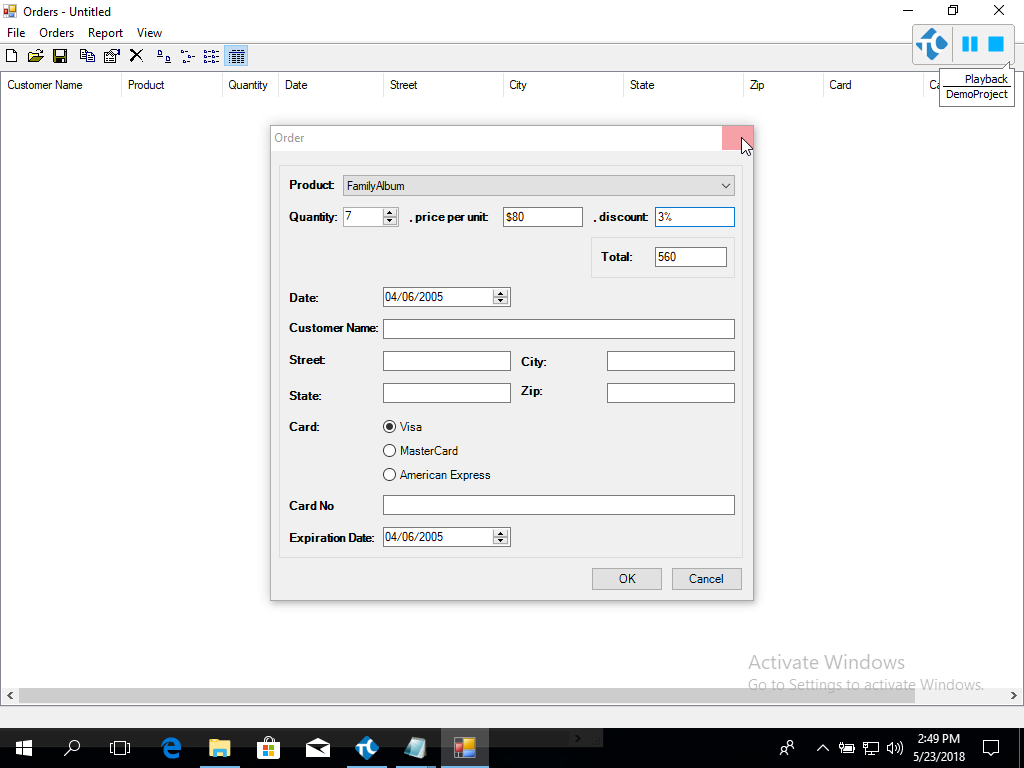 Orders - Untitled
File Orders Report View
Playback
DemoProject
Customer Name Product Quantity Date Street City State Zip Card
Order
Product: FamilyAlbum
Quantity: 7 , price per unit: $80 , discount: 3%
Total: 560
Date: 04/06/2005
Customer Name:
Street: City:
State: Zip:
Card: Visa
MasterCard
American Express
Card No
Expiration Date: 04/06/2005
OK Cancel
Activate Windows
Go to Settings to activate Windows.
2:49 PM
5/23/2018